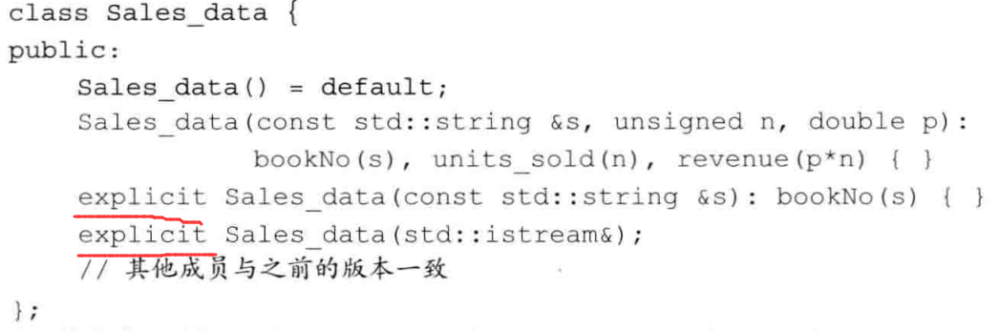 class Sales_data {
public:
Sales_data() = default;
Sales_data(const std::string &s, unsigned n, double p):
bookNo(s), units_sold(n), revenue(p*n) { }
explicit Sales_data(const std::string &s): bookNo(s) { }
explicit Sales_data(std::istream&);
// 其他成员与之前的版本一致
};